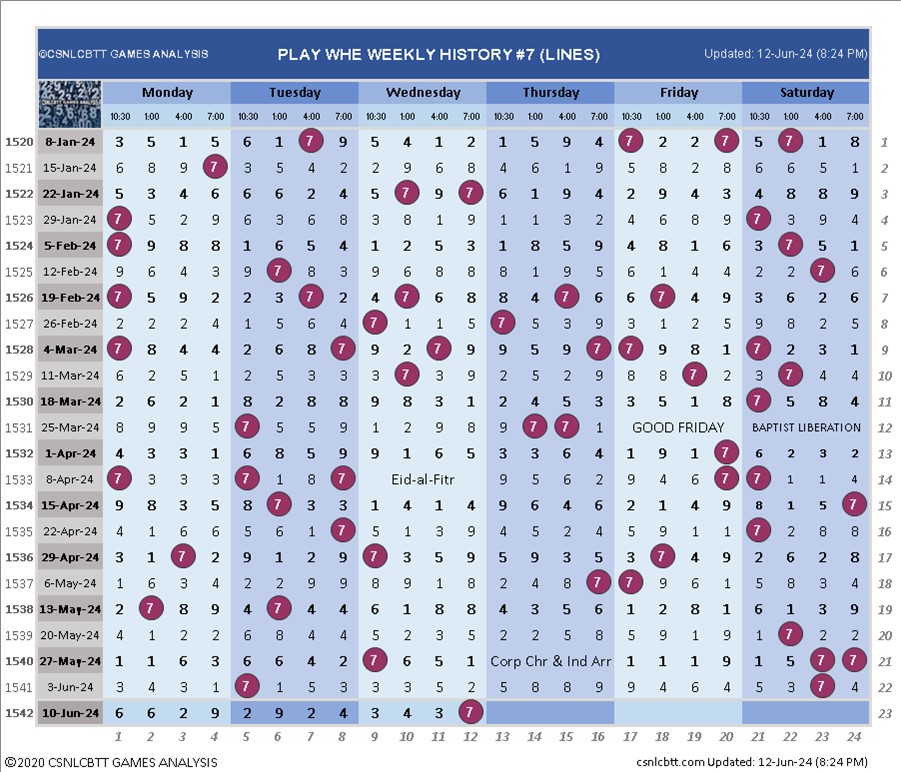 ©CSNLCBTT GAMES ANALYSIS PLAY WHE WEEKLY HISTORY #7 (LINES) Updated: 12-Jun-24 (8:24 PM)
Monday Tuesday Wednesday Thursday Friday Saturday
10:30 1:00 4:00 7:00 10:30 1:00 4:00 7:00 10:30 1:00 4:00 7:00 10:30 1:00 4:00 7:00 10:30 1:00 4:00 7:00 10:30 1:00 4:00 7:00
1520 8-Jan-24 3 5 1 5 6 1 7 9 5 4 1 2 1 5 9 4 7 2 2 7 5 7 1 8 1
1521 15-Jan-24 6 8 9 7 3 5 4 2 2 9 6 8 4 6 1 9 5 8 2 8 6 6 5 1 2
1522 22-Jan-24 5 3 4 6 6 6 2 4 5 7 9 7 6 1 9 4 2 9 4 3 4 8 8 9 3
1523 29-Jan-24 7 5 2 9 6 3 6 8 3 8 1 9 1 1 3 2 4 6 8 9 7 3 9 4 4
1524 5-Feb-24 7 9 8 8 1 6 5 4 1 2 5 3 1 8 5 9 4 8 1 6 3 7 5 1 5
1525 12-Feb-24 9 6 4 3 9 7 8 3 9 6 8 8 8 1 9 5 6 1 4 4 2 2 7 6 6
1526 19-Feb-24 7 5 9 2 2 3 7 2 4 7 6 8 8 4 7 6 6 7 4 9 3 6 2 6 7
1527 26-Feb-24 2 2 2 4 1 5 6 4 7 1 1 5 7 5 3 9 3 1 2 5 9 8 2 5 8
1528 4-Mar-24 7 8 4 4 2 6 8 7 9 2 7 9 9 5 9 7 7 9 8 1 7 2 3 1 9
1529 11-Mar-24 6 2 5 1 2 5 3 3 3 7 3 9 2 5 2 9 8 8 7 2 3 7 4 4 10
1530 18-Mar-24 2 6 2 1 8 2 8 8 9 8 3 1 2 4 5 3 3 5 1 8 7 5 8 4 11
1531 25-Mar-24 8 9 9 5 7 5 5 9 1 2 9 8 9 7 7 1 GOOD FRIDAY BAPTIST LIBERATION 12
1532 1-Apr-24 4 3 3 1 6 8 5 9 9 1 6 5 3 3 6 4 1 9 1 7 6 2 3 2 13
1533 8-Apr-24 7 3 3 3 7 1 8 7 Eid-al-Fitr 9 5 6 2 9 4 6 7 7 1 1 4 14
1534 15-Apr-24 9 8 3 5 8 7 3 3 1 4 1 4 9 6 4 6 2 1 4 9 8 1 5 7 15
1535 22-Apr-24 4 1 6 6 5 6 1 7 4 1 3 9 4 5 2 4 5 9 1 1 7 2 8 8 16
1536 29-Apr-24 3 1 7 2 9 1 2 9 7 3 5 9 5 9 3 5 3 7 4 9 2 6 2 8 17
1537 6-May-24 1 6 3 4 2 2 9 9 8 9 1 8 2 4 8 7 7 9 6 1 5 8 3 4 18
1538 13-May-24 2 7 8 9 4 7 4 4 6 1 8 8 4 3 5 6 1 2 8 1 6 1 3 9 19
1539 20-May-24 4 1 2 2 6 8 4 4 5 2 3 5 2 2 5 8 5 9 1 9 1 7 2 2 20
1540 27-May-24 1 1 6 3 6 6 4 2 7 6 5 1 Corp Chr & Ind Arr 1 1 1 9 1 5 7 7 21
1541 3-Jun-24 3 4 3 1 7 1 5 3 3 3 5 2 5 8 8 9 9 4 6 4 5 3 7 4 22
1542 10-Jun-24 6 6 2 9 2 9 2 4 3 4 3 7 23
1 2 3 4 5 6 7 8 9 10 11 12 13 14 15 16 17 18 19 20 21 22 23 24
©2020 CSNLCBTT GAMES ANALYSIS csnlcbtt.com Updated: 12-Jun-24 (8:24 PM)